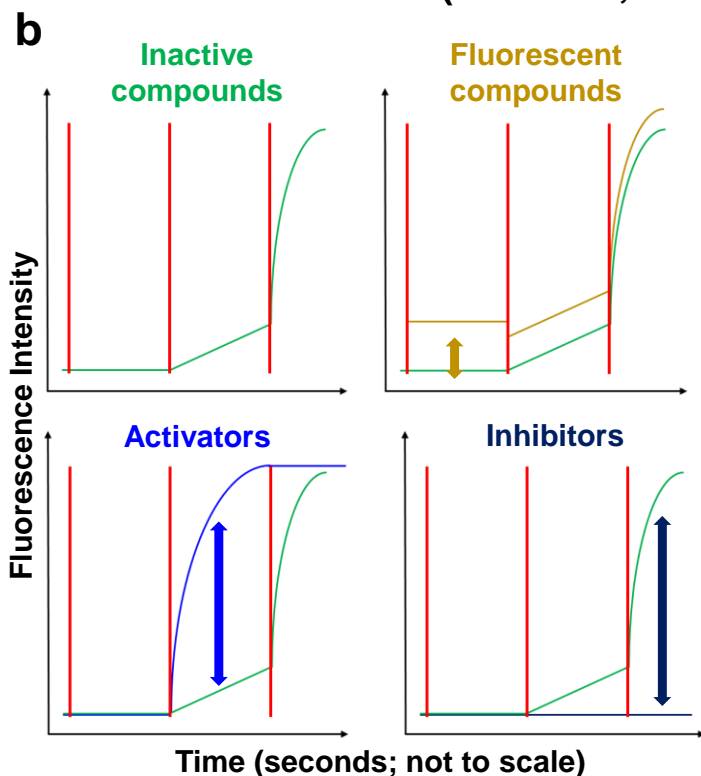 b
Inactive
compounds
Fluorescent
compounds
Fluorescence Intensity
Activators
Inhibitors
Time (seconds; not to scale)